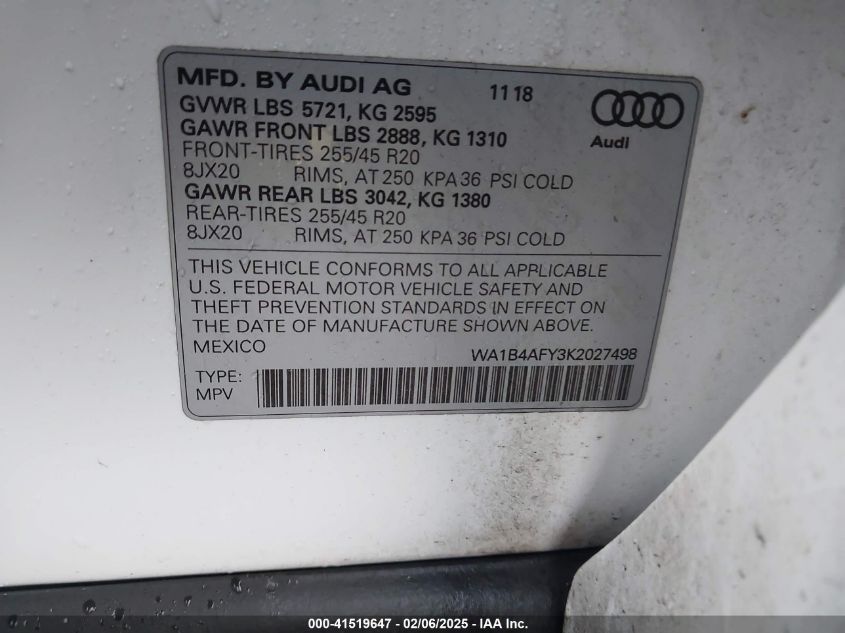 MFD. BY AUDI AG 11 18
GVWR LBS 5721, KG 2595
GAWR FRONT LBS 2888, KG 1310
Audi
FRONT-TIRES 255/45 R20
8JX20 RIMS, AT 250 KPA 36 PSI COLD
GAWR REAR LBS 3042, KG 1380
REAR-TIRES 255/45 R20
8JX20 RIMS, AT 250 KPA 36 PSI COLD
THIS VEHICLE CONFORMS TO ALL APPLICABLE
U.S. FEDERAL MOTOR VEHICLE SAFETY AND
THEFT PREVENTION STANDARDS IN EFFECT ON
THE DATE OF MANUFACTURE SHOWN ABOVE.
MEXICO WA1B4AFY3K2027498
TYPE:
MPV
000-41519647 - 02/06/2025 - IAA Inc.